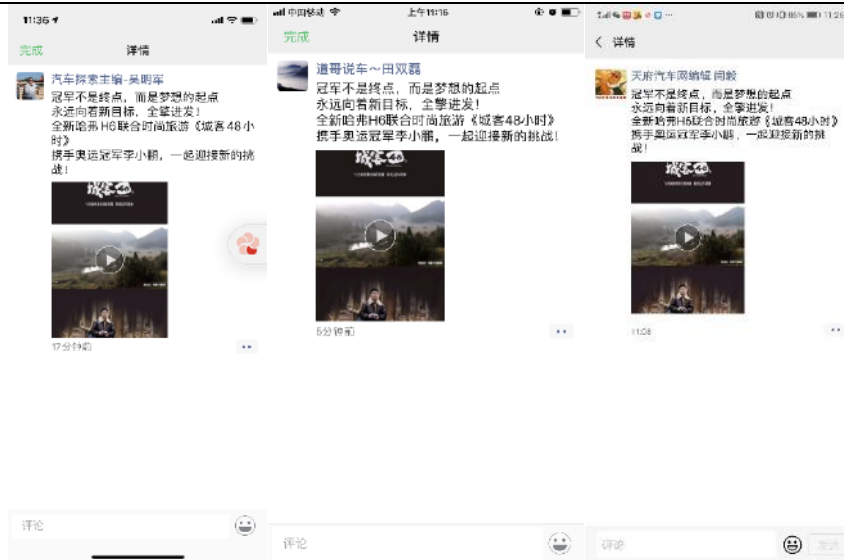 11:36
完成
详情
汽车探索主编-吴明军
冠军不是终点，而是梦想的起点
永远向着新目标，全擎进发！
全新哈弗H6联合时尚旅游《城客48小
时》
携手奥运冠军李小鹏，一起迎接新的挑
战！
城客48
17分钟前
评论
中国移动
上午11:16
完成
详情
道哥说车～田双磊
冠军不是终点，而是梦想的起点
永远向着新目标，全擎进发！
全新哈弗H6联合时尚旅游《城客48小时》
携手奥运冠军李小鹏，一起迎接新的挑战！
城客48
5分钟前
评论
86%
11:26
详情
天府汽车网编辑 闫毅
冠军不是终点，而是梦想的起点
永远向着新目标，全擎进发！
全新哈弗H6联合时尚旅游《城客48小时》
携手奥运冠军李小鹏，一起迎接新的挑
战！
城客48
11:08
评论
发送